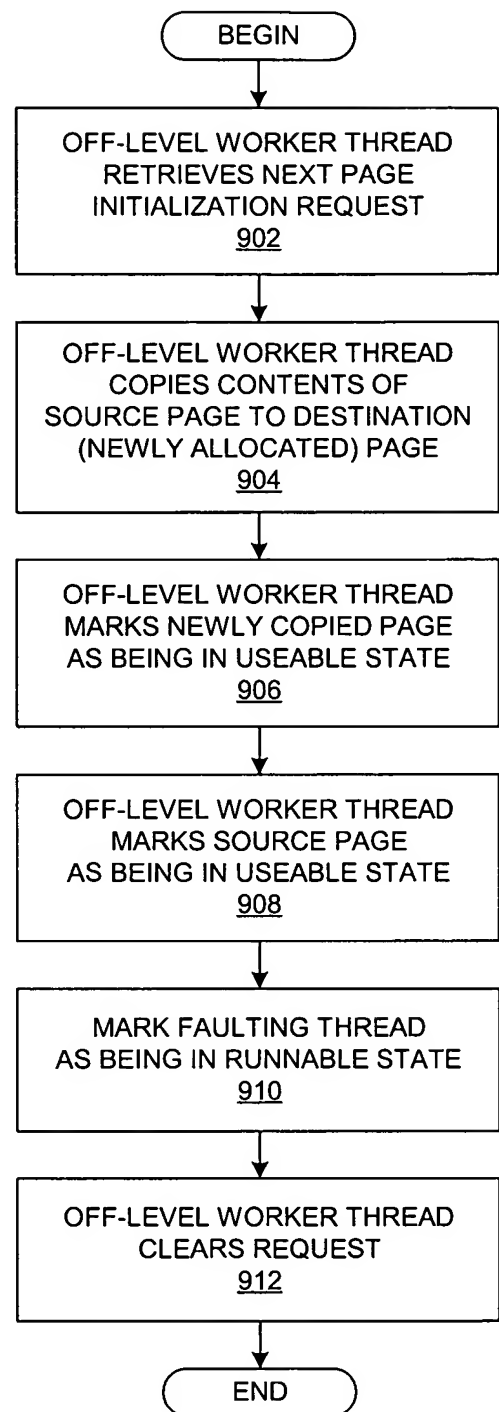 BEGIN
OFF-LEVEL WORKER THREAD
RETRIEVES NEXT PAGE
INITIALIZATION REQUEST
902
OFF-LEVEL WORKER THREAD
COPIES CONTENTS OF
SOURCE PAGE TO DESTINATION
(NEWLY ALLOCATED) PAGE
904
OFF-LEVEL WORKER THREAD
MARKS NEWLY COPIED PAGE
AS BEING IN USEABLE STATE
906
OFF-LEVEL WORKER THREAD
MARKS SOURCE PAGE
AS BEING IN USEABLE STATE
908
MARK FAULTING THREAD
AS BEING IN RUNNABLE STATE
910
OFF-LEVEL WORKER THREAD
CLEARS REQUEST
912
END